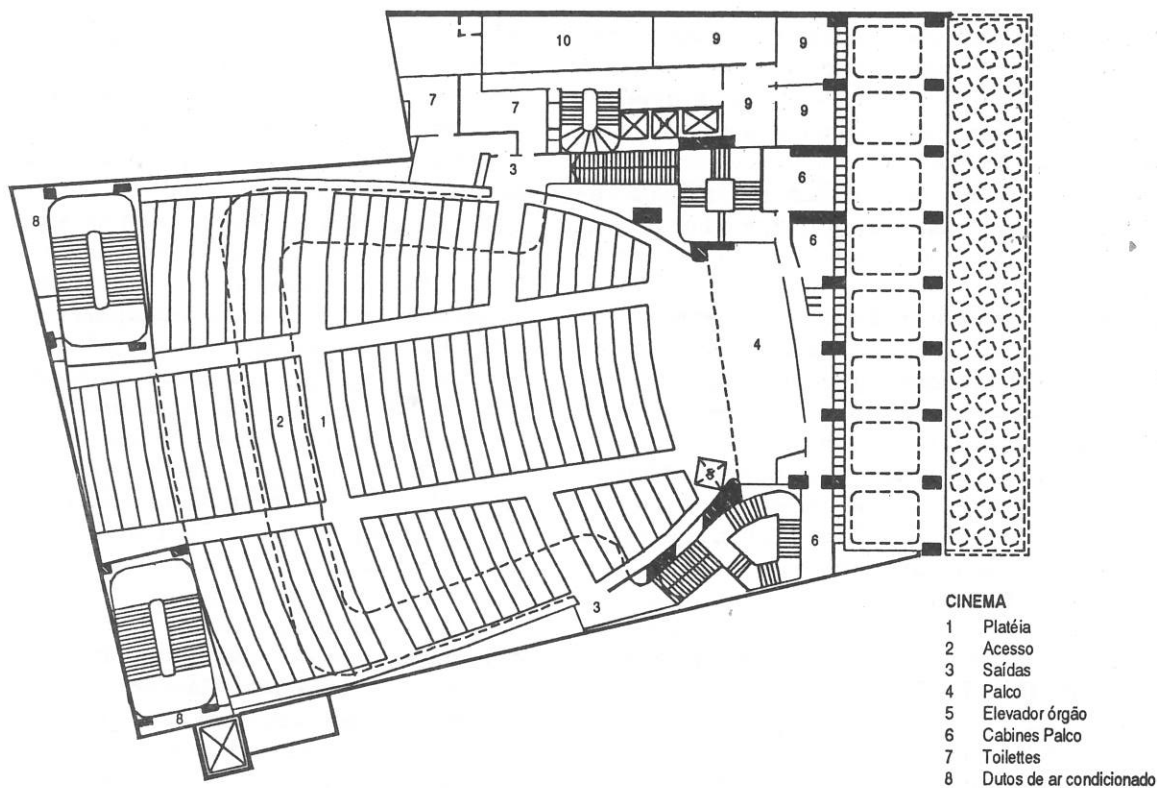 10 9 9
7 7 9 9
3 6
8 6
4
2 1
8
6
3
8
CINEMA
1 Platéia
2 Acesso
3 Saídas
4 Palco
5 Elevador órgão
6 Cabines Palco
7 Toilettes
8 Dutos de ar condicionado